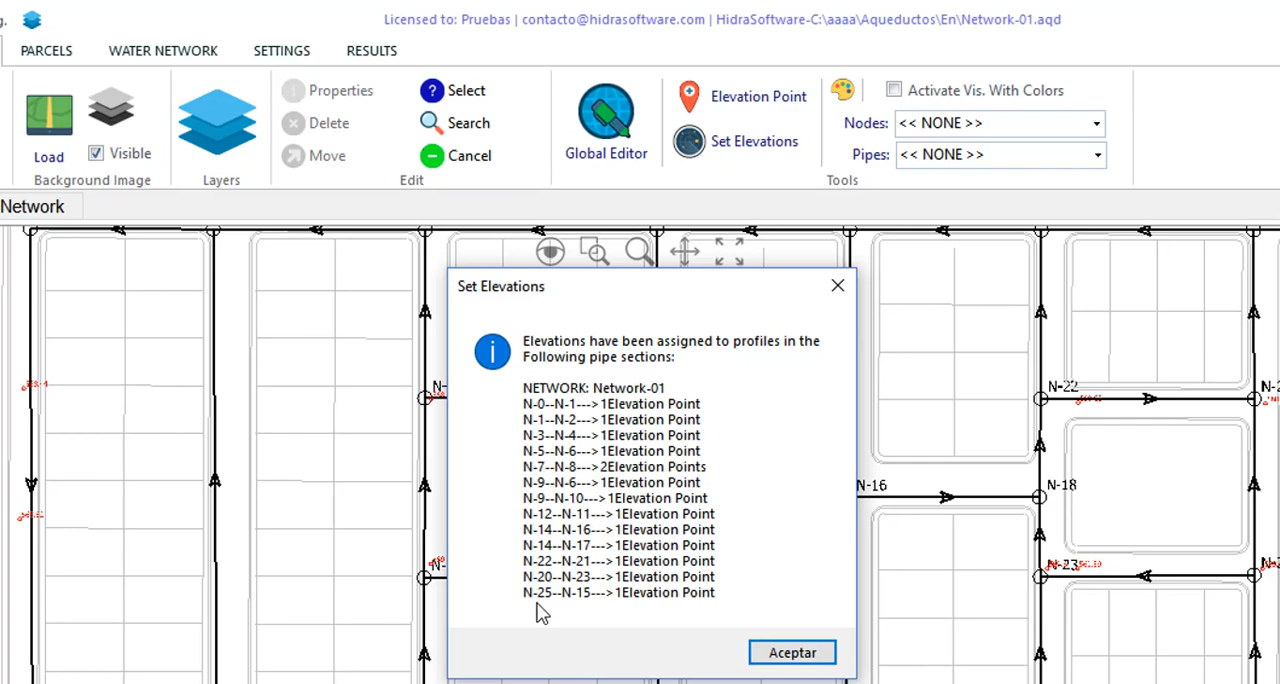 g.
Licensed to: Pruebas | contacto@hidrasoftware.com | HidraSoftware-C:\aaaa\Aqueductos\En\Network-01.aqd
PARCELS WATER NETWORK SETTINGS RESULTS
Load
Visible
Background Image
Layers
Properties
Delete
Move
Select
Search
Cancel
Edit
Global Editor
Elevation Point
Set Elevations
Activate Vis. With Colors
Nodes: << NONE >>
Pipes: << NONE >>
Tools
Network
Set Elevations
Elevations have been assigned to profiles in the
Following pipe sections:
NETWORK: Network-01
N-0--N-1--->1Elevation Point
N-1--N-2--->1Elevation Point
N-3--N-4--->1Elevation Point
N-5--N-6--->1Elevation Point
N-7--N-8--->2Elevation Points
N-9--N-6--->1Elevation Point
N-9--N-10--->1Elevation Point
N-12--N-11--->1Elevation Point
N-14--N-16--->1Elevation Point
N-14--N-17--->1Elevation Point
N-22--N-21--->1Elevation Point
N-20--N-23--->1Elevation Point
N-25--N-15--->1Elevation Point
Aceptar
N-22
N-16
N-18
N-23